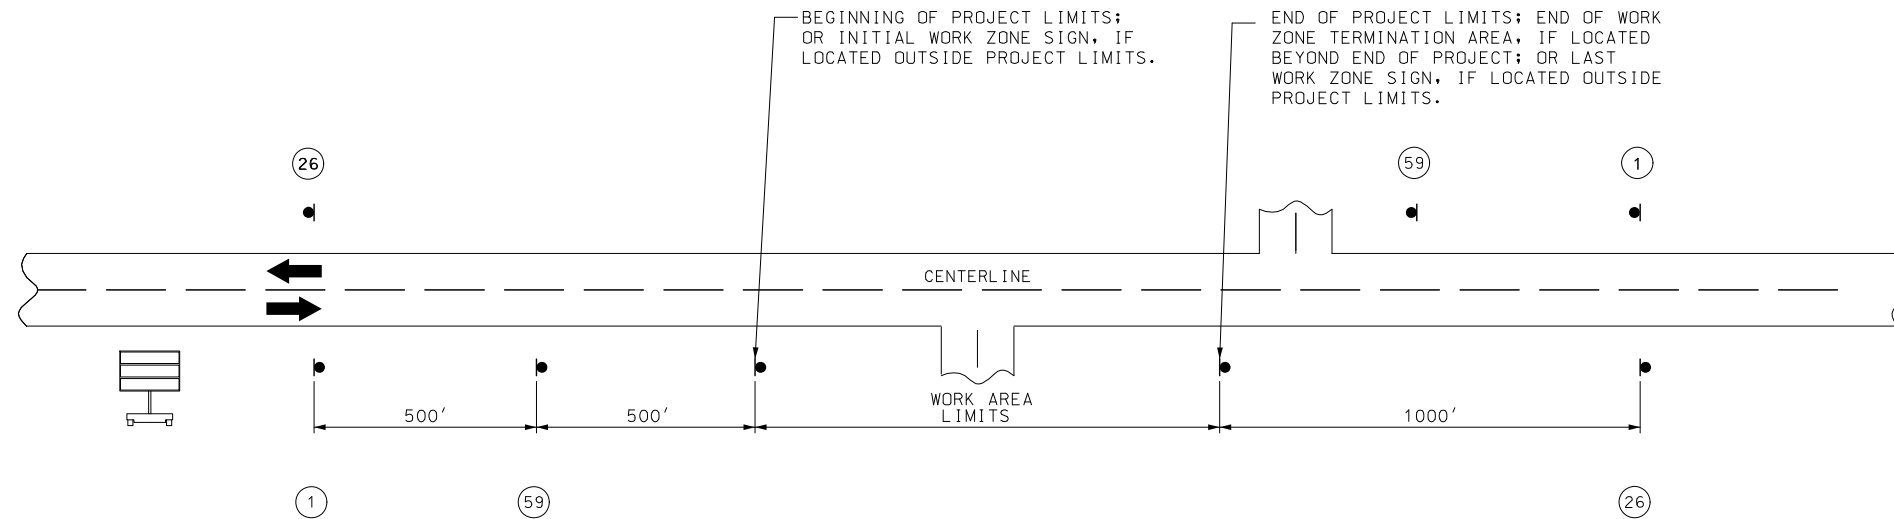 BEGINNING OF PROJECT LIMITS;
OR INITIAL WORK ZONE SIGN, IF
LOCATED OUTSIDE PROJECT LIMITS.
END OF PROJECT LIMITS; END OF WORK
ZONE TERMINATION AREA, IF LOCATED
BEYOND END OF PROJECT; OR LAST
WORK ZONE SIGN, IF LOCATED OUTSIDE
PROJECT LIMITS.
26
59
1
CENTERLINE
WORK AREA
LIMITS
500'
500'
1000'
1
59
26